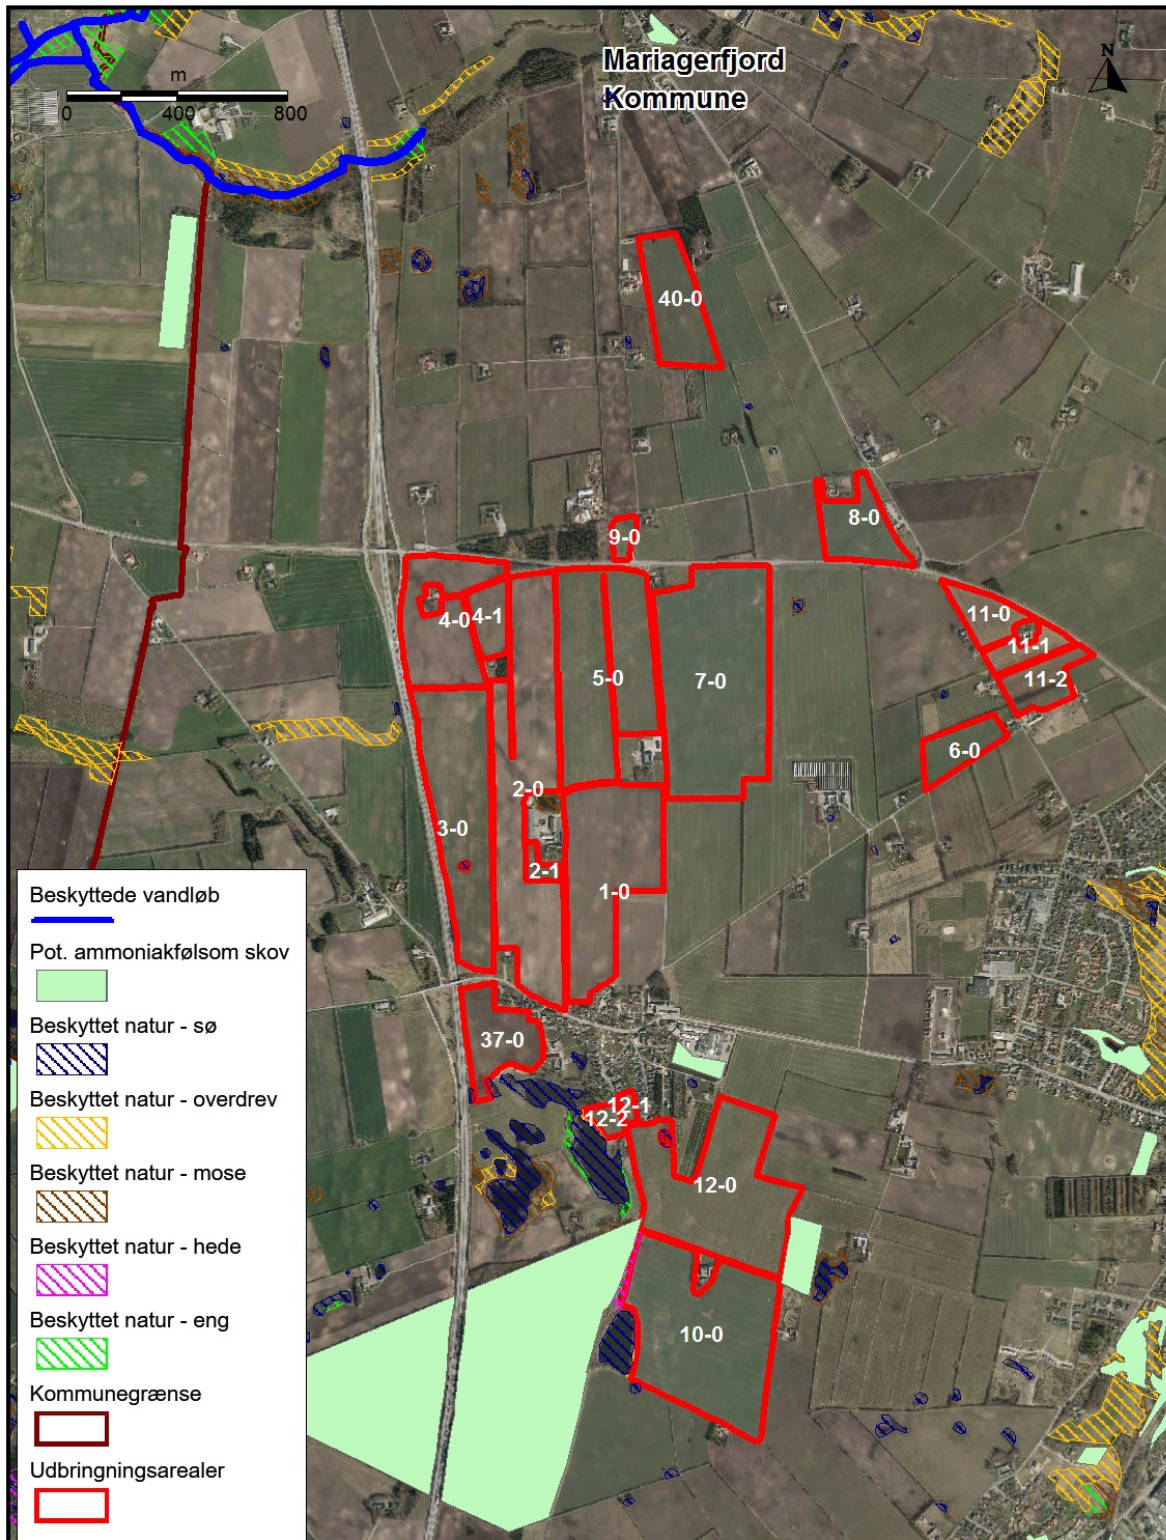 Mariagerfjord
Kommune
N
m
0 400 800
40-0
8-0
9-0
11-0
4-0
4-1
11-1
11-2
5-0
7-0
6-0
2-0
3-0
2-1
1-0
37-0
12-1
12-2
12-0
10-0
Beskyttede vandløb
Pot. ammoniakfølsom skov
Beskyttet natur - sø
Beskyttet natur - overdrev
Beskyttet natur - mose
Beskyttet natur - hede
Beskyttet natur - eng
Kommunegrænse
Udbringningsarealer